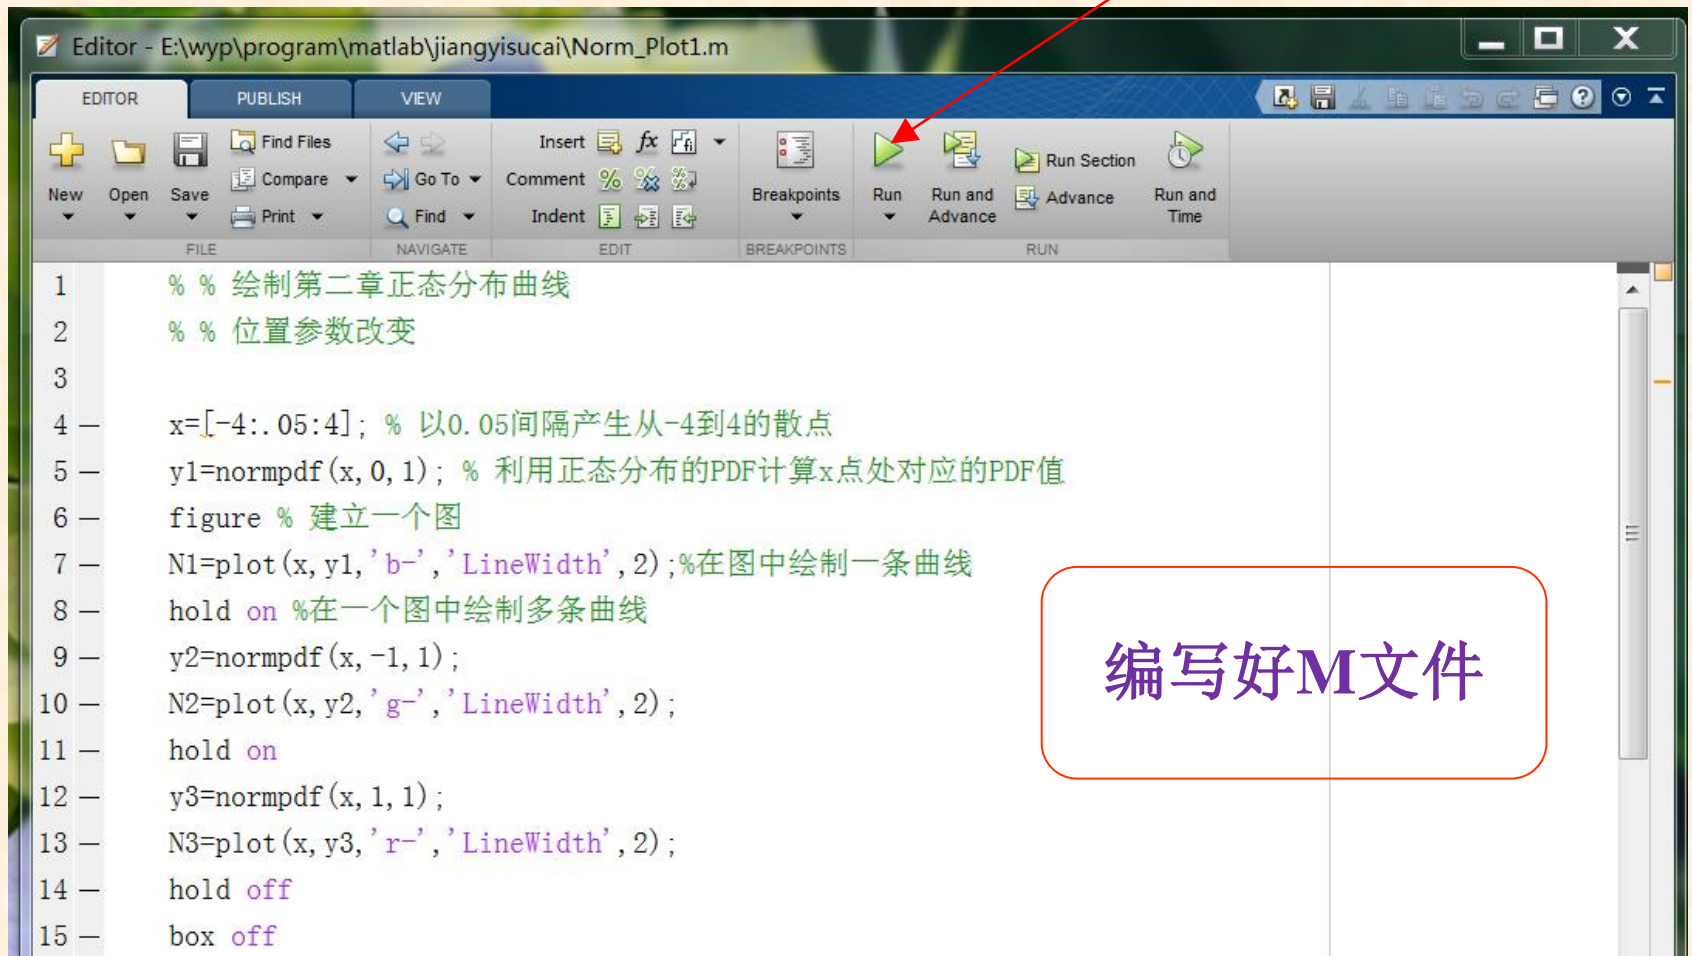 Editor - E:\wyp\program\matlab\jiangyisucai\Norm_Plot1.m
EDITOR PUBLISH VIEW
New Open Save Find Files Compare Print
FILE
Go To Find
NAVIGATE
Insert fx
Comment
Indent
EDIT
Breakpoints
BREAKPOINTS
Run Run and Advance Run Section Advance Run and Time
RUN
1 % % 绘制第二章正态分布曲线
2 % % 位置参数改变
3
4 — x=[-4:.05:4]; % 以0.05间隔产生从-4到4的散点
5 — y1=normpdf(x,0,1); % 利用正态分布的PDF计算x点处对应的PDF值
6 — figure % 建立一个图
7 — N1=plot(x,y1,'b-','LineWidth',2);%在图中绘制一条曲线
8 — hold on %在一个图中绘制多条曲线
9 — y2=normpdf(x,-1,1);
10 — N2=plot(x,y2,'g-','LineWidth',2);
11 — hold on
12 — y3=normpdf(x,1,1);
13 — N3=plot(x,y3,'r-','LineWidth',2);
14 — hold off
15 — box off
编写好M文件